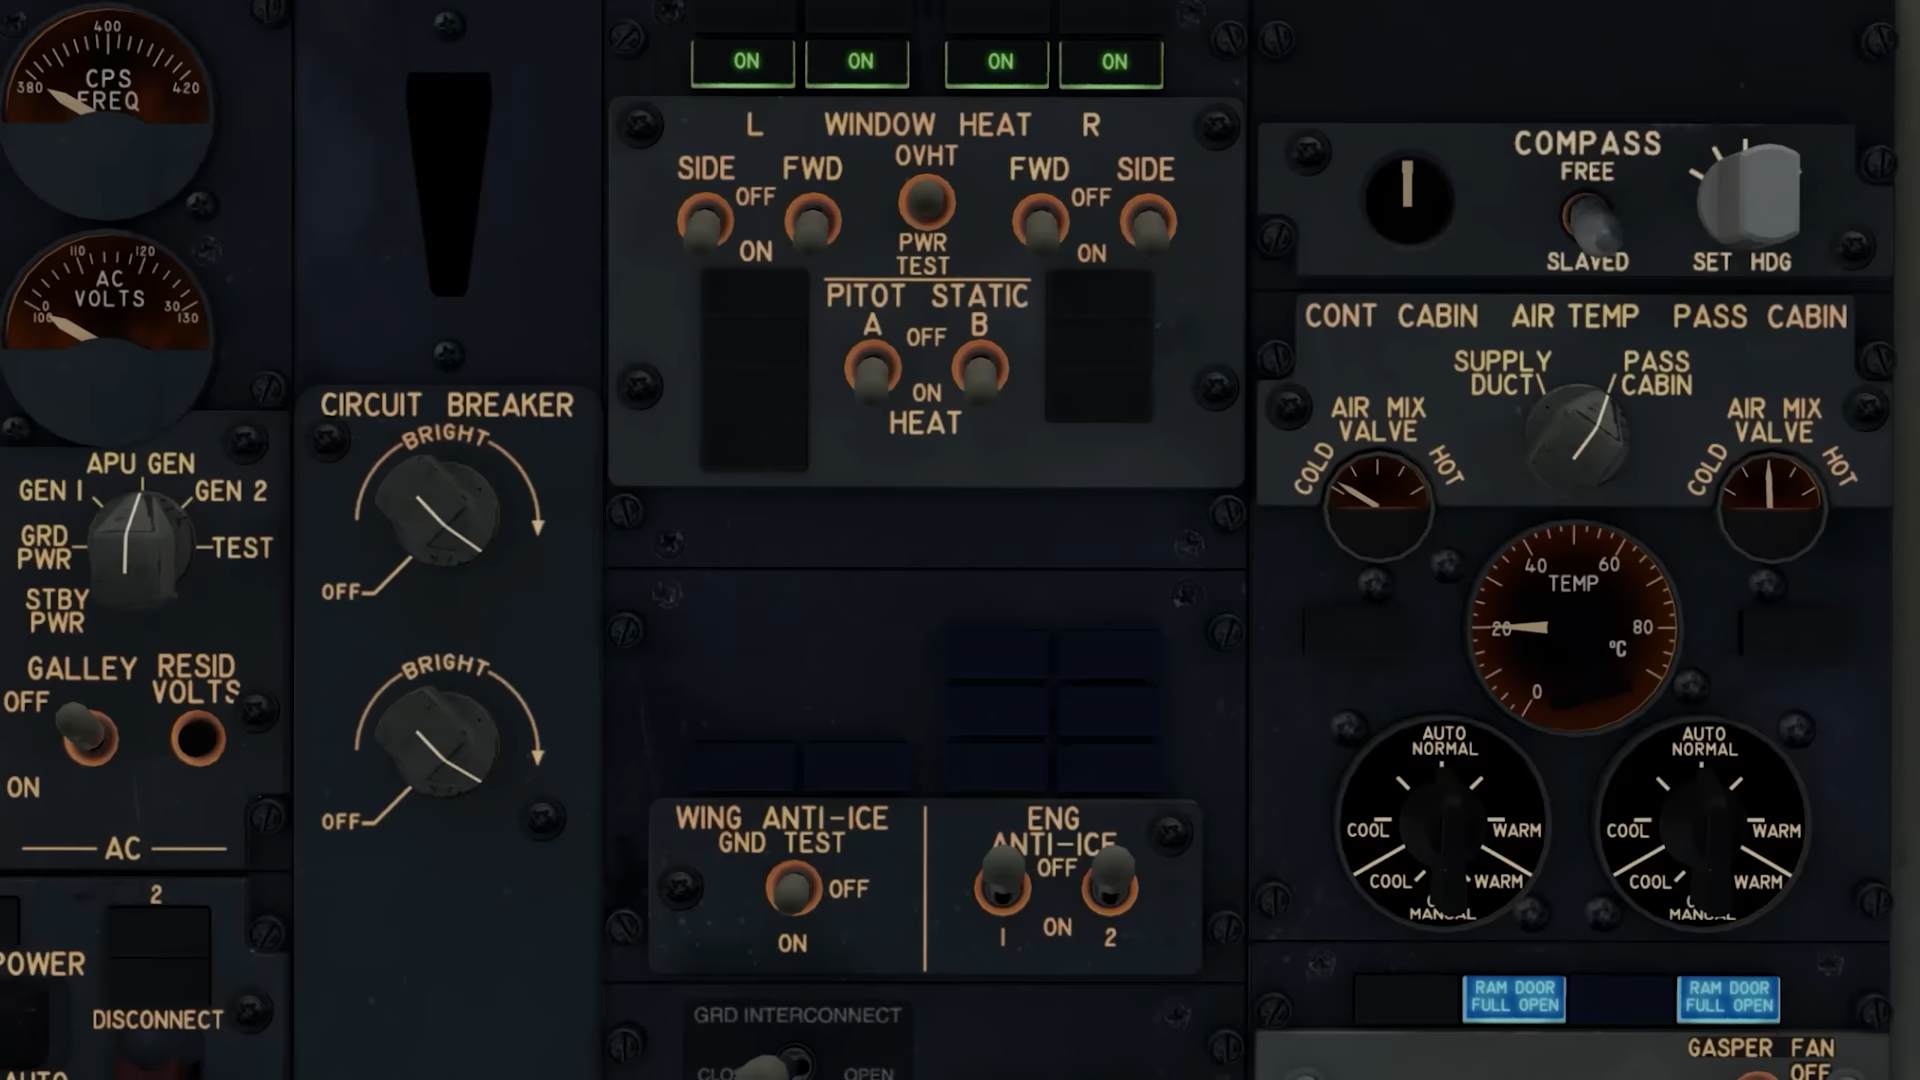 400
380
420
CPS
FREQ
110
120
AC
VOLTS
0
100
30
130
ON
ON
ON
ON
L WINDOW HEAT R
OVHT
SIDE
FWD
FWD
SIDE
OFF
OFF
ON
ON
PWR
TEST
PITOT STATIC
A
OFF
B
ON
HEAT
COMPASS
FREE
SLAVED
SET HDG
CONT CABIN
AIR TEMP
PASS CABIN
SUPPLY
DUCT
PASS
CABIN
AIR MIX
VALVE
AIR MIX
VALVE
COLD
HOT
COLD
HOT
CIRCUIT BREAKER
BRIGHT
OFF
BRIGHT
OFF
APU GEN
GEN 1
GEN 2
GRD
PWR
TEST
STBY
PWR
GALLEY
RESID
VOLTS
OFF
ON
AC
2
POWER
DISCONNECT
AUTO
40
60
TEMP
20
80
°C
0
AUTO
NORMAL
COOL
WARM
COOL
WARM
MANUAL
AUTO
NORMAL
COOL
WARM
COOL
WARM
MANUAL
WING ANTI-ICE
GND TEST
OFF
ON
ENG
ANTI-ICE
OFF
ON
1
2
GRD INTERCONNECT
CLO
OPEN
RAM DOOR
FULL OPEN
RAM DOOR
FULL OPEN
GASPER FAN
OFF